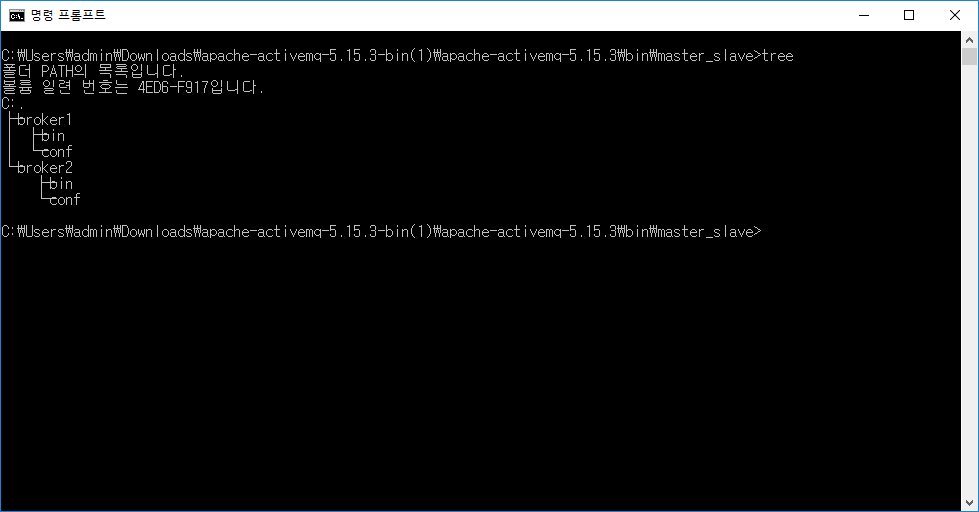 명령 프롬프트
C:₩Users₩admin₩Downloads₩apache-activemq-5.15.3-bin(1)₩apache-activemq-5.15.3₩bin₩master_slave>tree
폴더 PATH의 목록입니다.
볼륨 일련 번호는 4ED6-F917입니다.
C:.
├─broker1
│  ├─bin
│  └─conf
└─broker2
    ├─bin
    └─conf
C:₩Users₩admin₩Downloads₩apache-activemq-5.15.3-bin(1)₩apache-activemq-5.15.3₩bin₩master_slave>